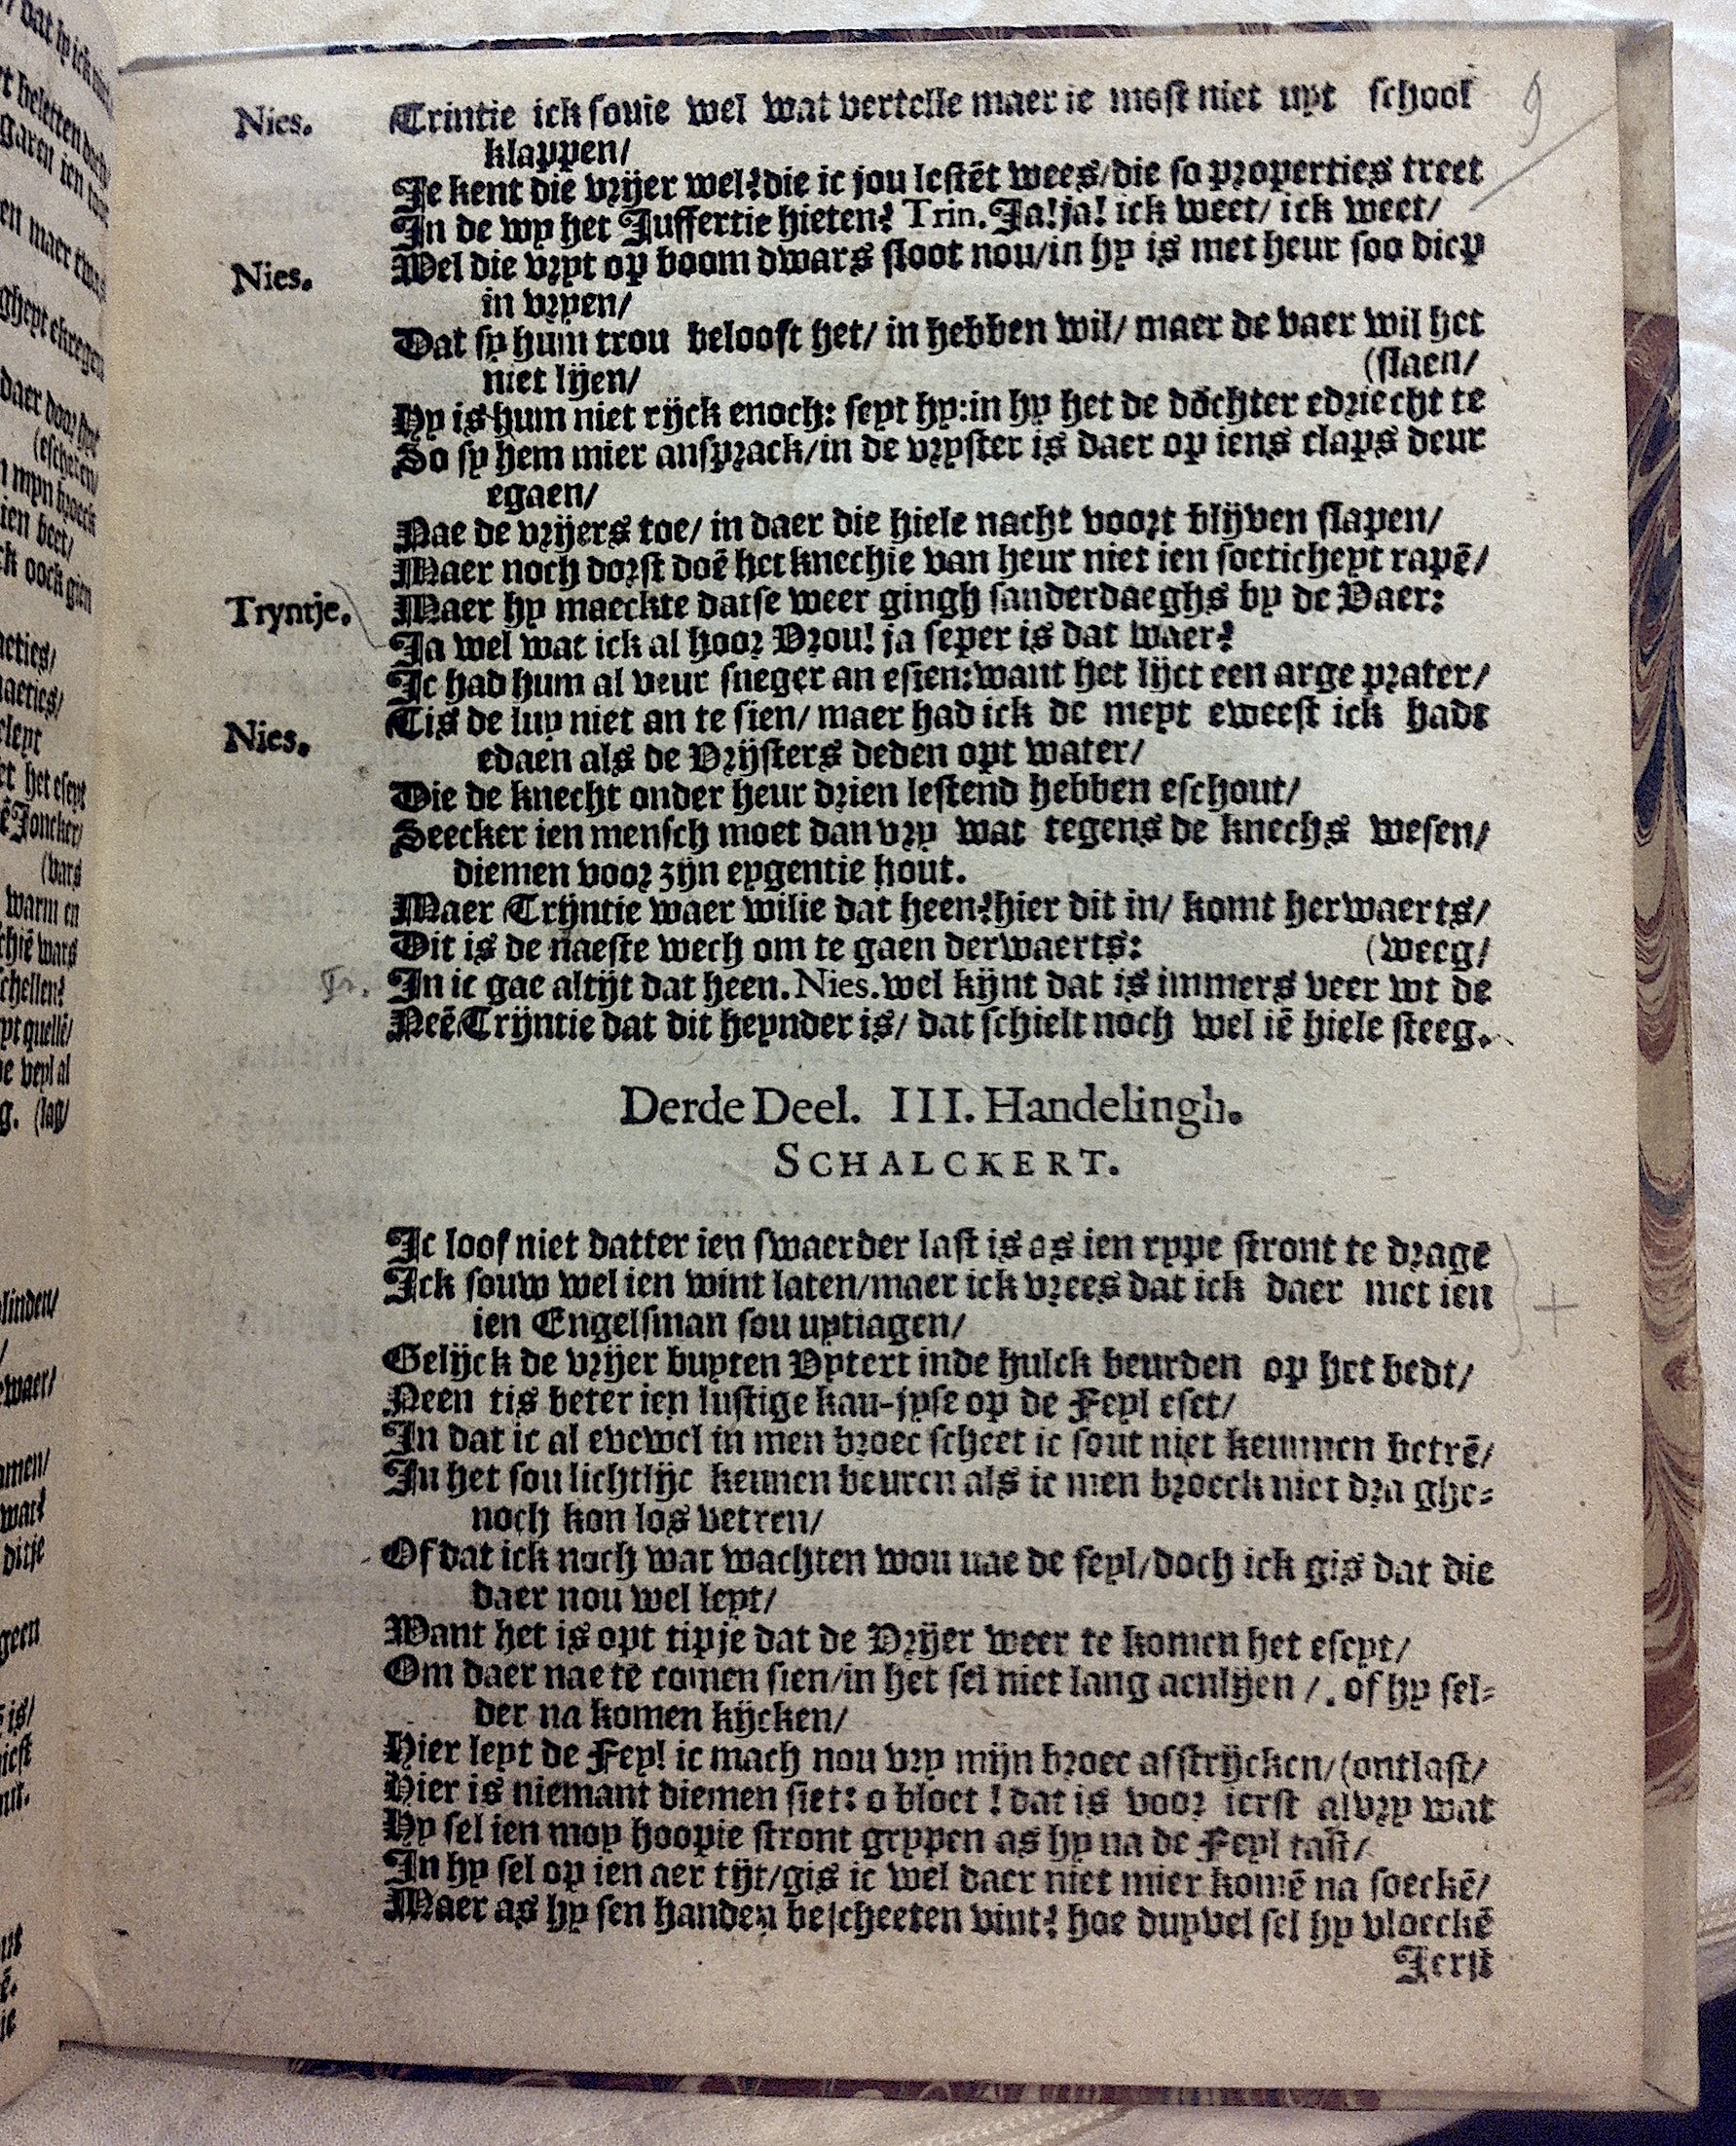 9
Nies. Trintie ick souie wel wat vertelle maer ie most niet uyt school
klappen/
Je kent die vrijer wel? die ic jou lestēt wees/die so properties treet
In de wy het Juffertie hieten? Trin. Ja! ja! ick weet/ ick weet/
Nies. Wel die vryt op boom dwars sloot nou/in hy is met heur soo diep
in vryen/
Dat sy hum trou belooft het/ in hebben wil/ maer de vaer wil het
niet lijen/ (slaen/
Hy is hum niet rijck enoch: seyt hy: in hy het de dochter edriecht te
So sy hem mier ansprack/in de vryster is daer op iens claps deur
egaen/
Nae de vrijers toe/ in daer die hiele nacht voort blijven slapen/
Maer noch dorst doē het knechie van heur niet ien soeticheyt rapē/
Maer hy maeckte datse weer gingh sanderdaeghs by de Vaer:
Tryntje. Ja wel wat ick al hoor Vrou! ja seper is dat waer?
Ic had hum al veur sneger an esien: want het lijct een arge prater/
Nies. Tis de luy niet an te sien/ maer had ick de meyt eweest ick hadt
edaen als de Vrijsters deden opt water/
Die de knecht onder heur drien lestend hebben eschout/
Seecker ien mensch moet dan vry wat tegens de knechs wesen/
diemen voor zijn eygentie hout.
Maer Trijntie waer wilie dat heen? hier dit in/ komt herwaerts/
Dit is de naeste wech om te gaen derwaerts: (weeg/
Tr. In ic gae altijt dat heen. Nies. wel kijnt dat is immers veer wt de
Neē Trijntie dat dit heynder is/ dat schielt noch wel iē hiele steeg.
Derde Deel. III. Handelingh.
SCHALCKERT.
Ic loof niet datter ien swaerder last is as ien rype stront te dragē
Ick souw wel ien wint laten/maer ick vrees dat ick daer met ien
ien Engelsman sou uytiagen/
Gelijck de vrijer buyten Uytert inde hulck beurden op het bedt/
Neen tis beter ien lustige kau-jyse op de Feyl eset/
In dat ic al evewel in men broec scheet ic sout niet kennen betrē/
In het sou lichtlijc kennen beuren als ic men broeck niet dra ghe-
noch kon los vetren/
Of dat ick noch wat wachten wou nae de feyl/doch ick gis dat die
daer nou wel leyt/
Want het is opt tipje dat de Vrijer weer te komen het eseyt/
Om daer nae te comen sien/in het sel niet lang aenlijen /. of hy sel-
der na komen kijcken/
Hier leyt de Feyl ic mach nou vry mijn broec afstrijcken/ (ontlast/
Hier is niemant diemen siet: o bloet ! dat is voor ierst alvry wat
Hy sel ien moy hoopie stront grypen as hy na de Feyl tast/
In hy sel op ien aer tijt/gis ic wel daer niet mier komē na soeckē/
Maer as hy sen handen bescheeten vint? hoe duyvel sel hy vloeckē
Ierst